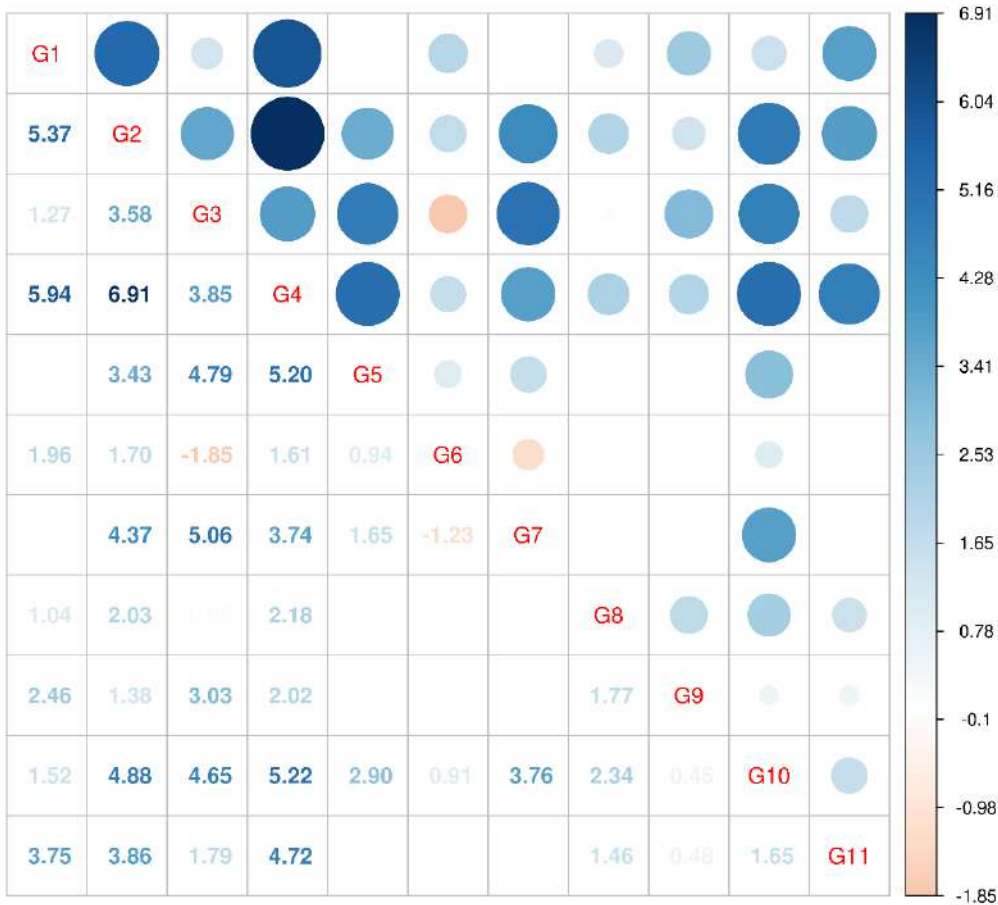 6.91
G1
6.04
5.37 G2
5.16
1.27 3.58 G3
5.94 6.91 3.85 G4
4.28
3.43 4.79 5.20 G5
3.41
1.96 1.70 -1.85 1.61 0.94 G6
2.53
4.37 5.06 3.74 1.65 -1.23 G7
1.65
1.04 2.03 2.18 G8
0.78
2.46 1.38 3.03 2.02 1.77 G9
-0.1
1.52 4.88 4.65 5.22 2.90 0.91 3.76 2.34 0.45 G10
-0.98
3.75 3.86 1.79 4.72 1.46 0.48 1.65 G11
-1.85